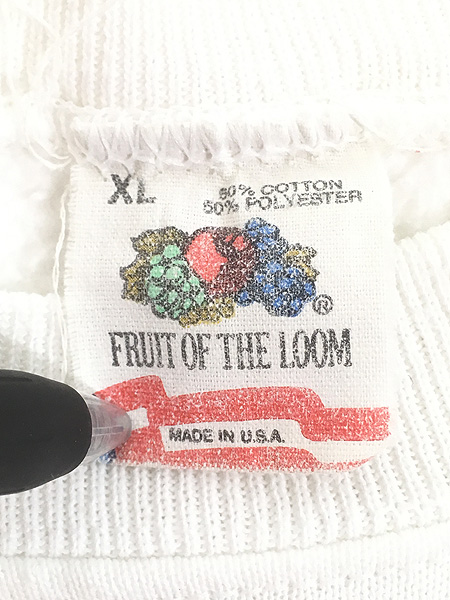 XL
50% COTTON
50% POLYESTER
®
FRUIT OF THE LOOM
MADE IN U.S.A.